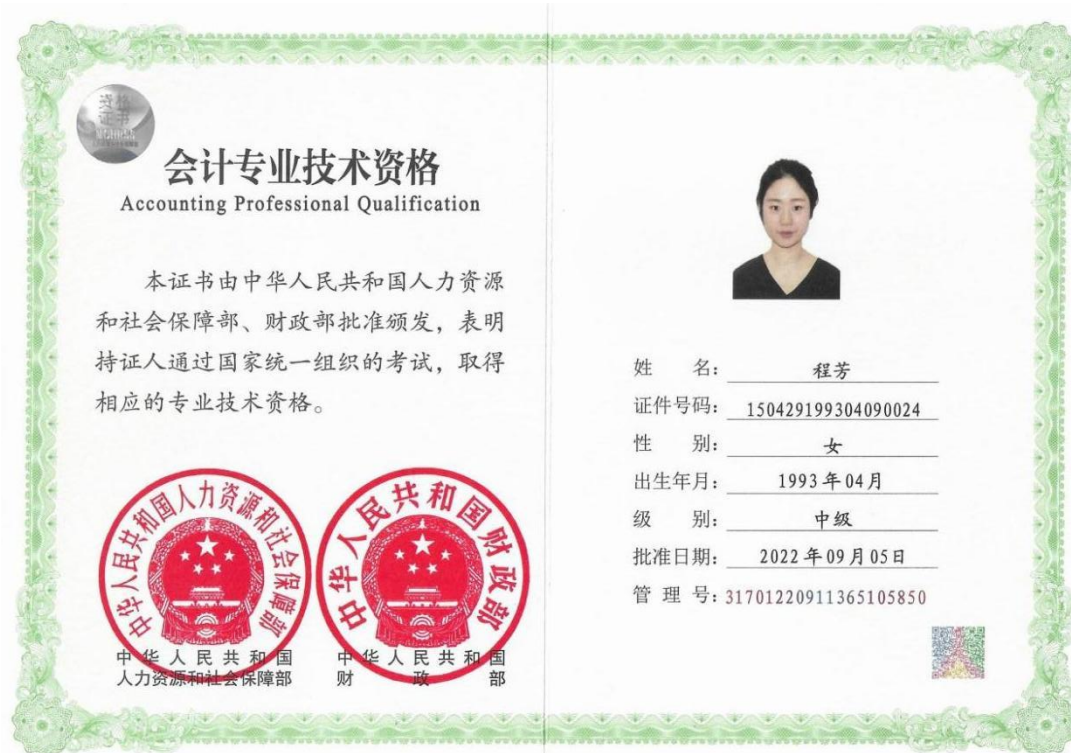 资格
证书
MOHRSS
会计专业技术资格
Accounting Professional Qualification
本证书由中华人民共和国人力资源
和社会保障部、财政部批准颁发，表明
持证人通过国家统一组织的考试，取得
相应的专业技术资格。
中华人民共和国人力资源和社会保障部
中华人民共和国财政部
中华人民共和国
人力资源和社会保障部
中华人民共和国
财政部
姓名：程芳
证件号码：150429199304090024
性别：女
出生年月：1993年04月
级别：中级
批准日期：2022年09月05日
管理号：31701220911365105850